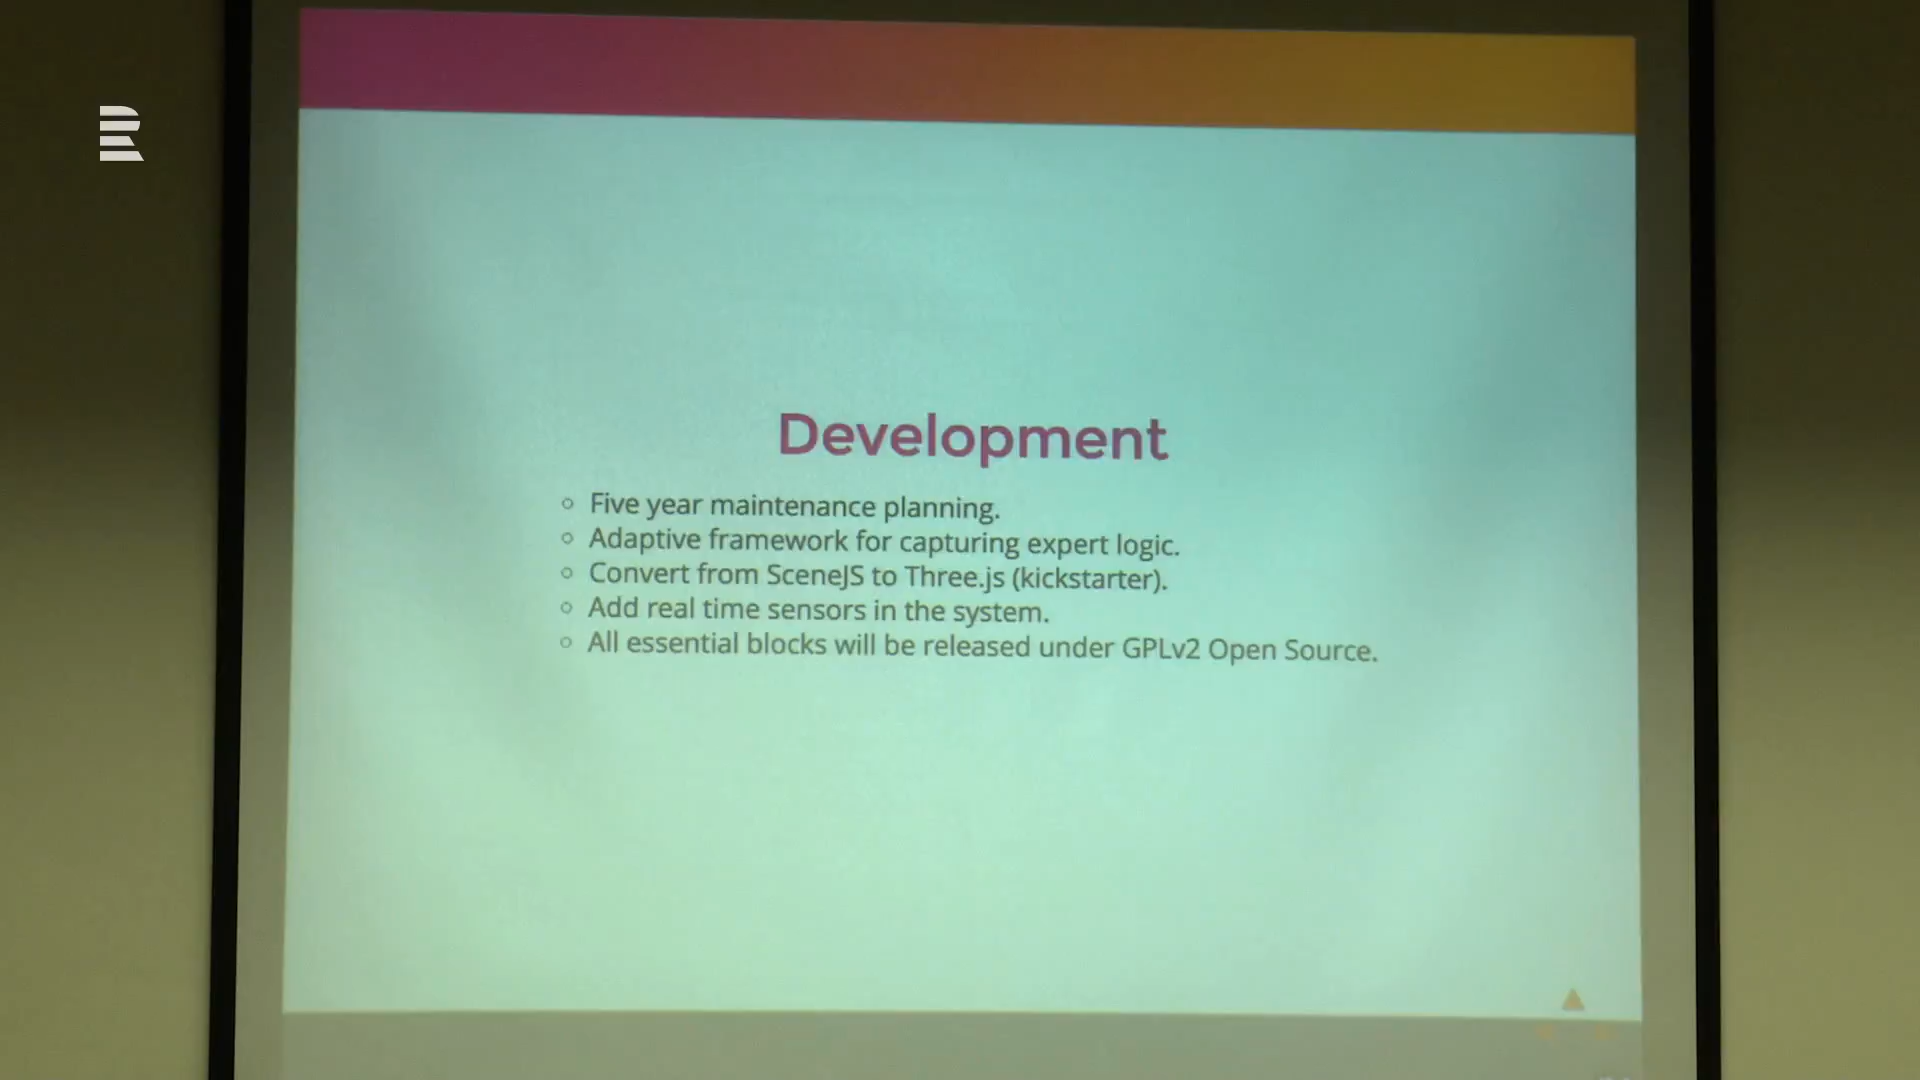 Development
Five year maintenance planning.
Adaptive framework for capturing expert logic.
Convert from SceneJS to Three.js (kickstarter).
Add real time sensors in the system.
All essential blocks will be released under GPLv2 Open Source.